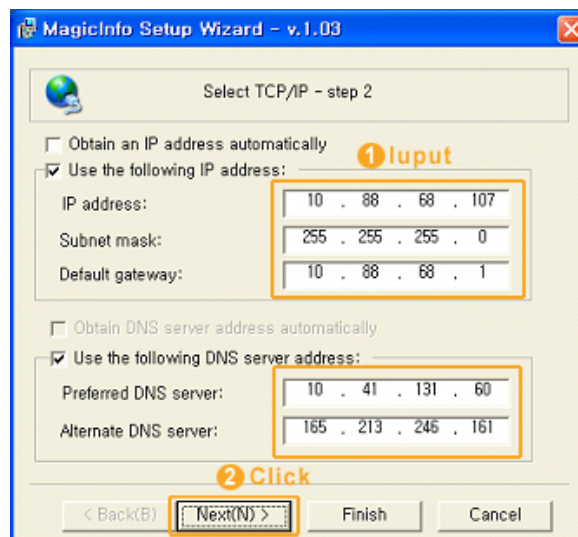 MagicInfo Setup Wizard - v.1.03
Select TCP/IP - step 2
Obtain an IP address automatically
1 Iuput
Use the following IP address:
IP address: 10 . 88 . 68 . 107
Subnet mask: 255 . 255 . 255 . 0
Default gateway: 10 . 88 . 68 . 1
Obtain DNS server address automatically
Use the following DNS server address:
Preferred DNS server: 10 . 41 . 131 . 60
Alternate DNS server: 165 . 213 . 246 . 161
2 Click
< Back(B) Next(N) > Finish Cancel